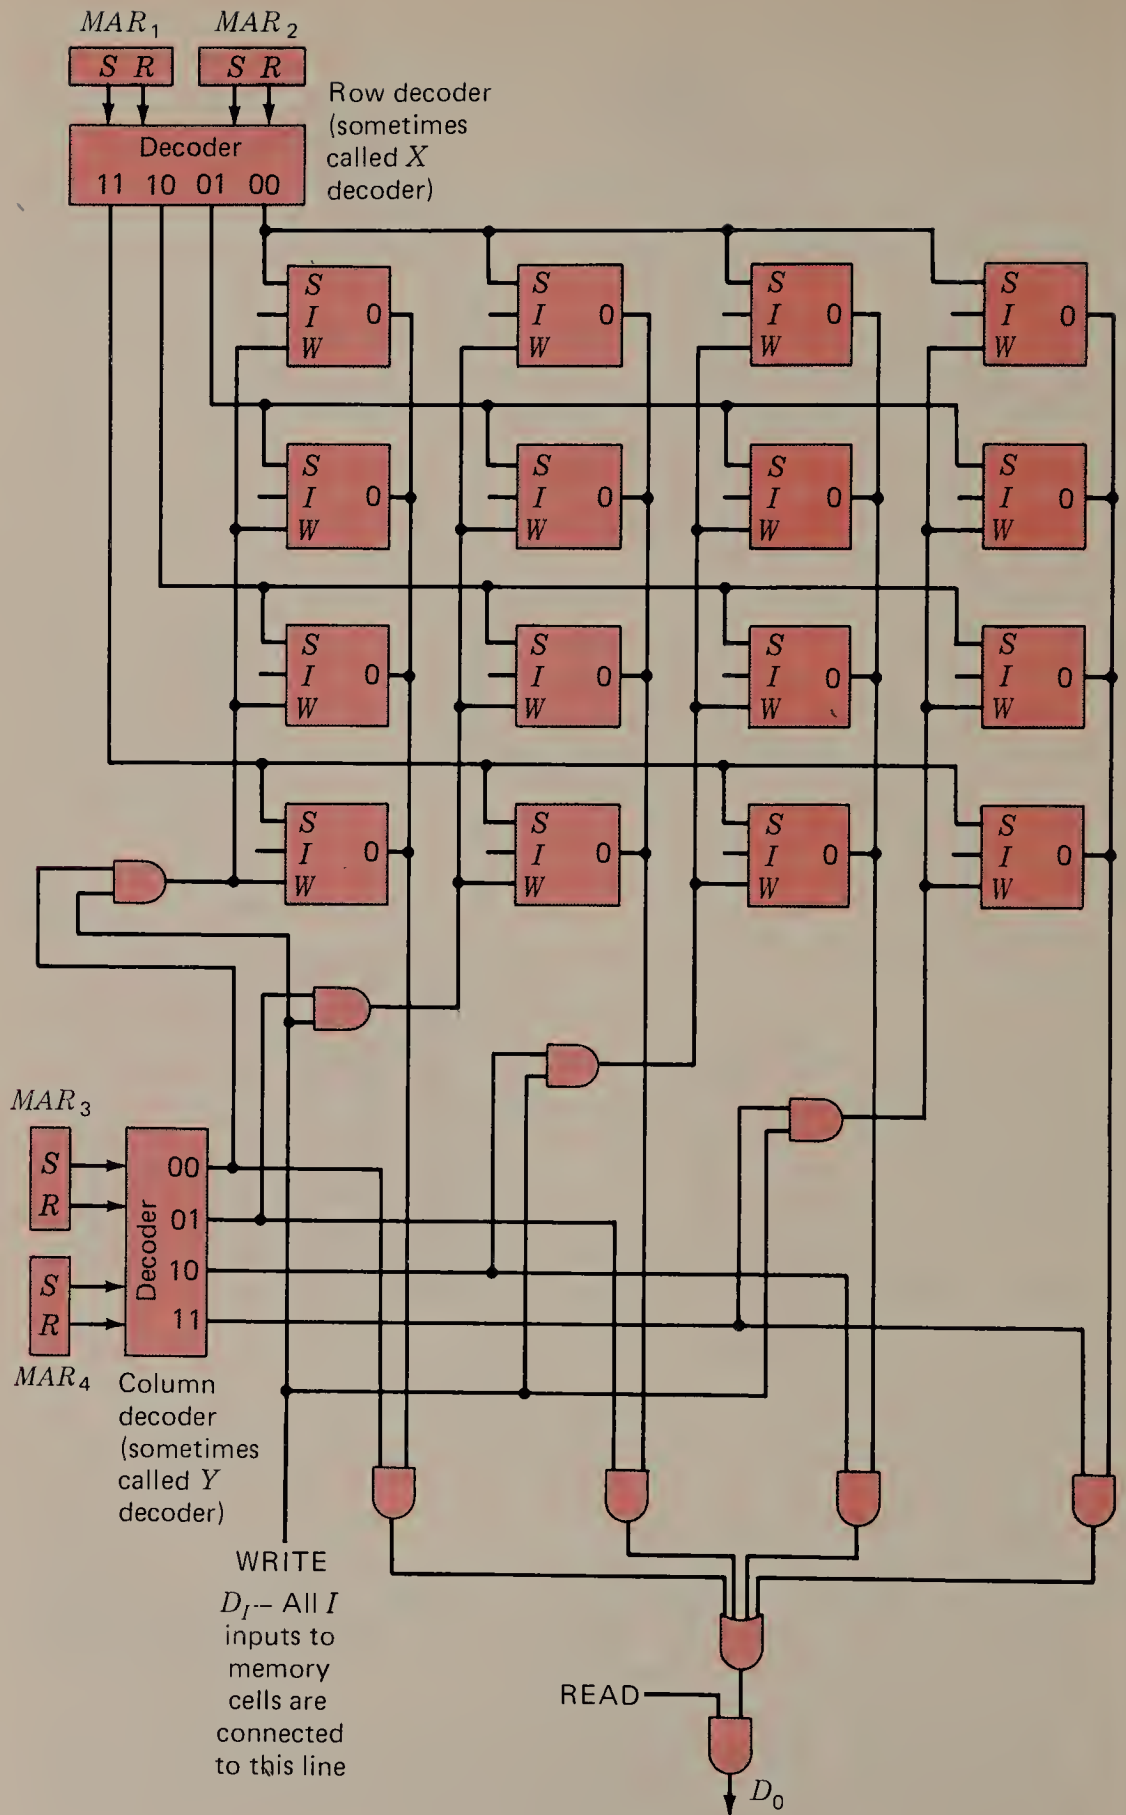 MAR₁ MAR₂
S R S R
Row decoder
(sometimes
called X
decoder)
Decoder
11 10 01 00
S S S S
I 0 I 0 I 0 I 0
W W W W
S S S S
I 0 I 0 I 0 I 0
W W W W
S S S S
I 0 I 0 I 0 I 0
W W W W
S S S S
I 0 I 0 I 0 I 0
W W W W
MAR₃
S
R
S
R
MAR₄
Decoder
00
01
10
11
Column
decoder
(sometimes
called Y
decoder)
WRITE
D_I – All I
inputs to
memory
cells are
connected
to this line
READ
D₀